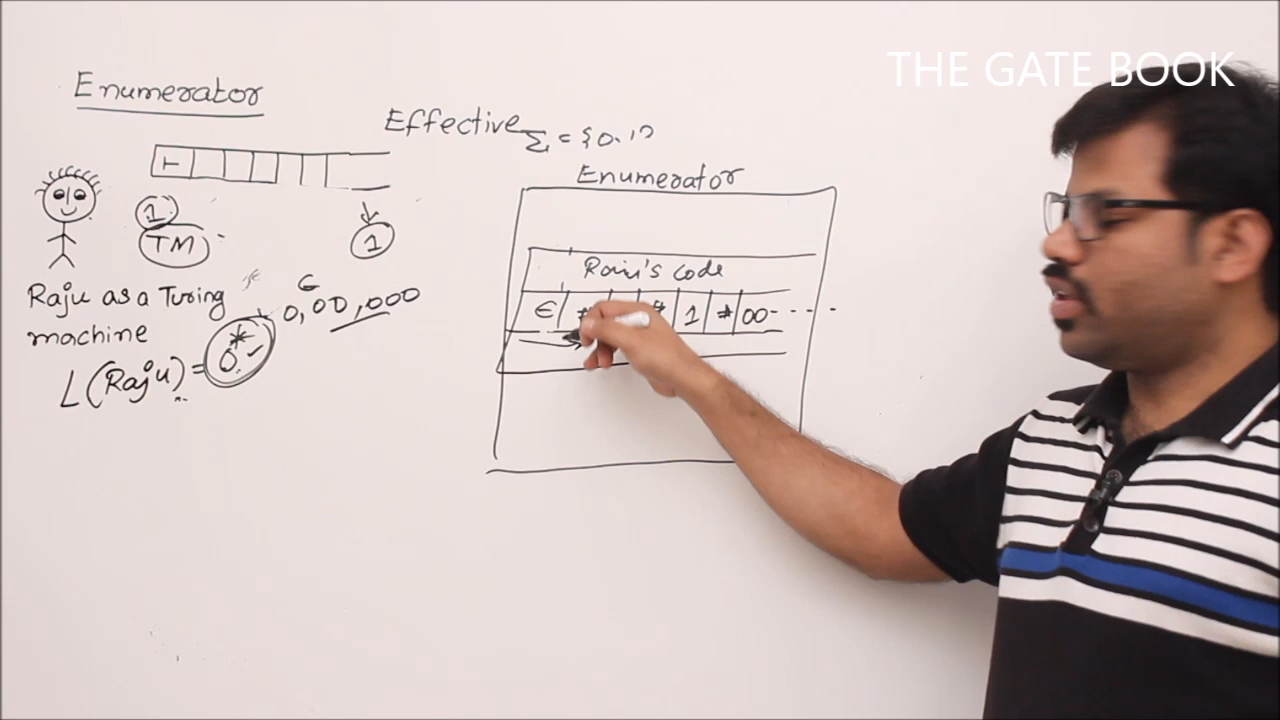 THE GATE BOOK
Enumerator
Effective
Σ = {0,1}
Enumerator
⊢
1
TM
1
Raju's code
ϵ # # 1 # 00- - - -
Raju as a Turing
machine
ϵ
0,00,000
L(Raju) = 0* ✓